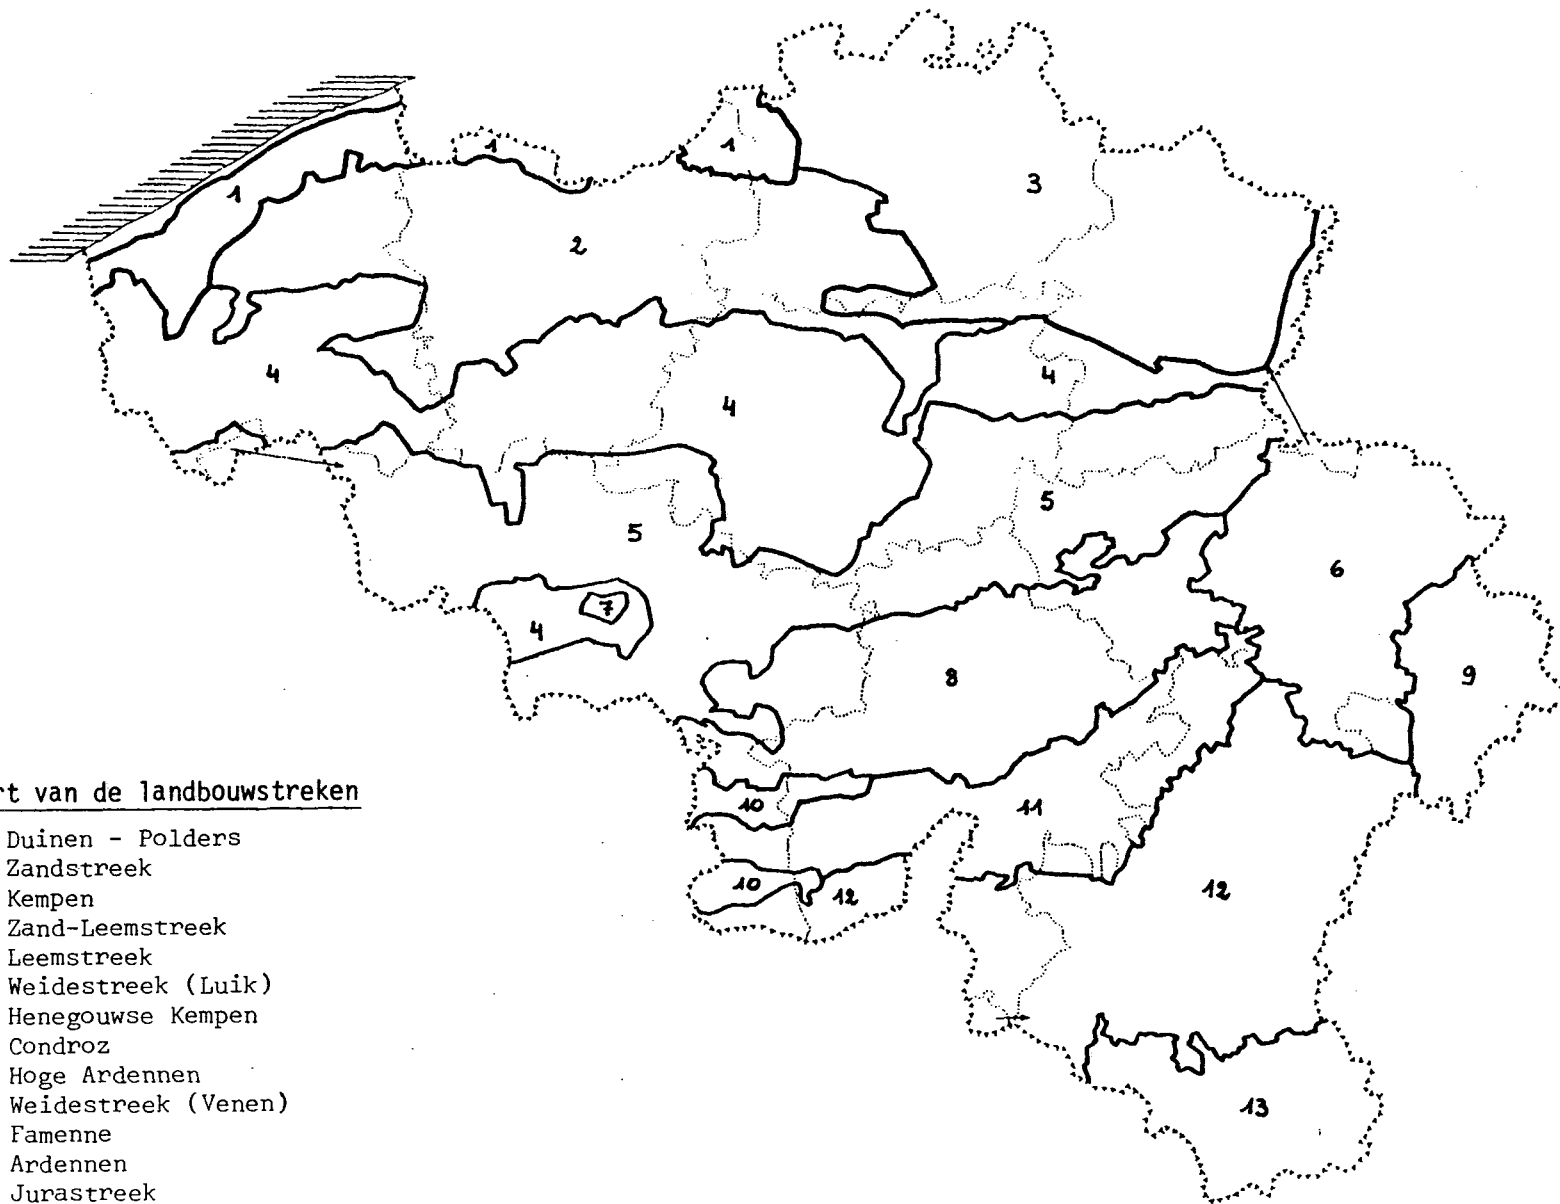 1
1
1
3
2
4
4
4
5
5
6
7
4
8
9
rt van de landbouwstreken
10
11
10
12
12
13
Duinen - Polders
Zandstreek
Kempen
Zand-Leemstreek
Leemstreek
Weidestreek (Luik)
Henegouwse Kempen
Condroz
Hoge Ardennen
Weidestreek (Venen)
Famenne
Ardennen
Jurastreek